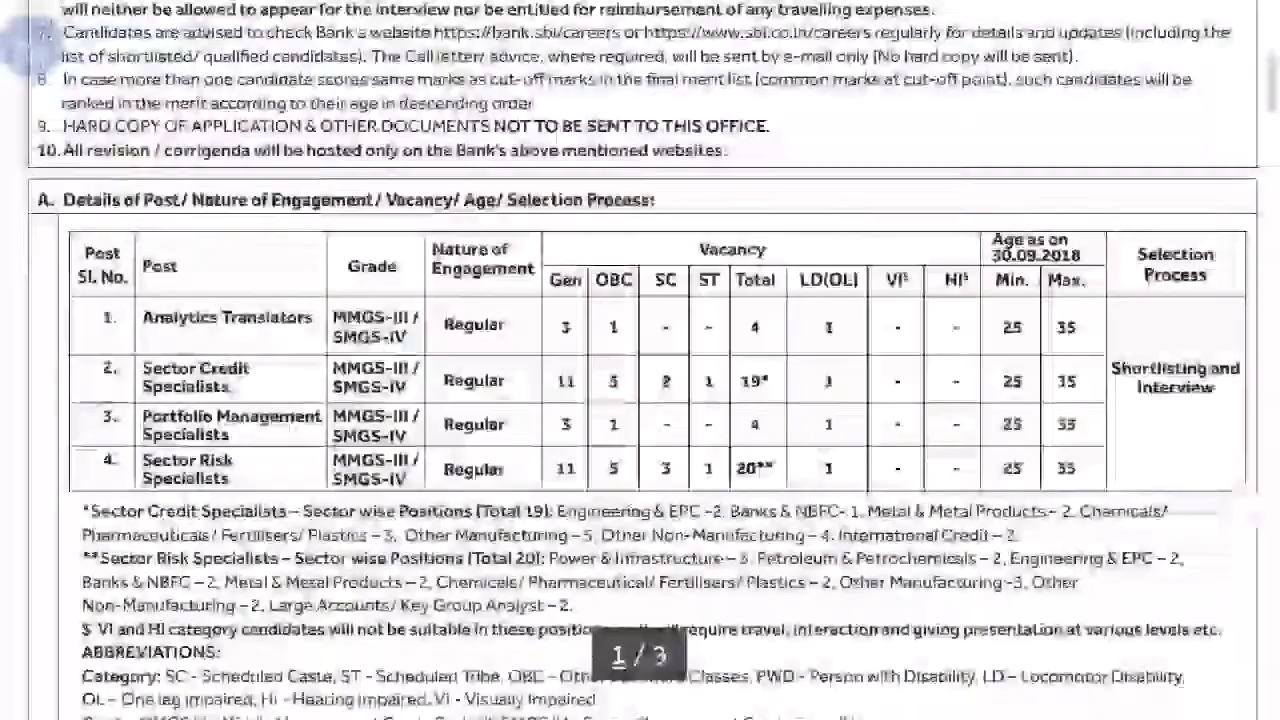 will neither be allowed to appear for the interview nor be entitled for reimbursement of any travelling expenses.
7. Candidates are advised to check Bank's website https://bank.sbi/careers or https://www.sbi.co.in/careers regularly for details and updates (including the
list of shortlisted/ qualified candidates). The Call letter/ advice, where required, will be sent by e-mail only (No hard copy will be sent).
8. In case more than one candidate scores same marks as cut-off marks in the final merit list (common marks at cut-off point), such candidates will be
ranked in the merit according to their age in descending order
9. HARD COPY OF APPLICATION & OTHER DOCUMENTS NOT TO BE SENT TO THIS OFFICE.
10. All revision / corrigenda will be hosted only on the Bank's above mentioned websites.
A. Details of Post/ Nature of Engagement/ Vacancy/ Age/ Selection Process:
Post Sl. No. Post Grade Nature of Engagement Vacancy Age as on 30.09.2018 Selection Process
Gen OBC SC ST Total LD(OL) VI$ HI$ Min. Max.
1. Analytics Translators MMGS-III / SMGS-IV Regular 3 1 - - 4 1 - - 25 35
2. Sector Credit Specialists MMGS-III / SMGS-IV Regular 11 5 2 1 19* 1 - - 25 35
Shortlisting and Interview
3. Portfolio Management Specialists MMGS-III / SMGS-IV Regular 3 1 - - 4 1 - - 25 35
4. Sector Risk Specialists MMGS-III / SMGS-IV Regular 11 5 3 1 20** 1 - - 25 35
*Sector Credit Specialists – Sector wise Positions (Total 19): Engineering & EPC –2, Banks & NBFC- 1, Metal & Metal Products – 2, Chemicals/
Pharmaceuticals/ Fertilisers/ Plastics – 3, Other Manufacturing – 5, Other Non-Manufacturing – 4, International Credit – 2.
**Sector Risk Specialists – Sector wise Positions (Total 20): Power & Infrastructure – 3, Petroleum & Petrochemicals – 2, Engineering & EPC – 2,
Banks & NBFC – 2, Metal & Metal Products – 2, Chemicals/ Pharmaceutical/ Fertilisers/ Plastics – 2, Other Manufacturing -3, Other
Non-Manufacturing – 2, Large Accounts/ Key Group Analyst – 2.
$ VI and HI category candidates will not be suitable in these require travel, interaction and giving presentation at various levels etc.
ABBREVIATIONS:
1 / 3
Category: SC - Scheduled Caste, ST - Scheduled Tribe, OBC – Classes, PWD - Person with Disability, LD – Locomotor Disability,
OL – One leg impaired, HI – Hearing Impaired, VI - Visually Impaired